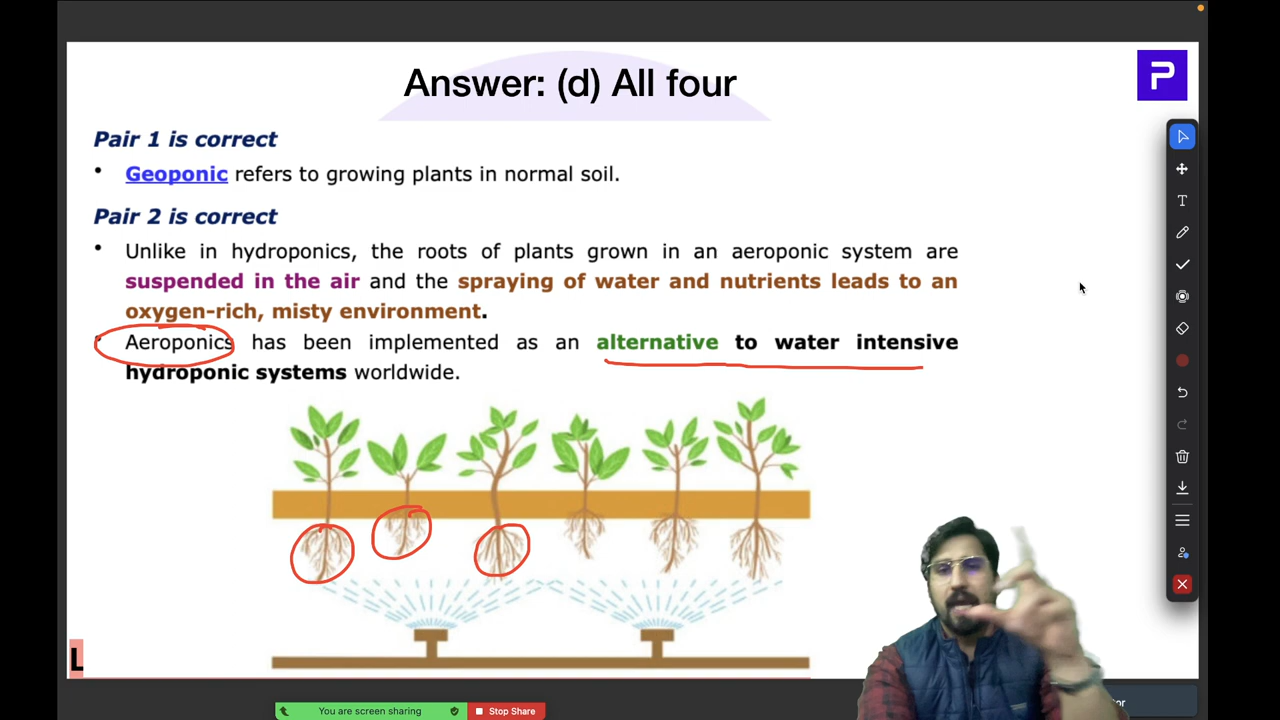 Answer: (d) All four
P
Pair 1 is correct
• Geoponic refers to growing plants in normal soil.
Pair 2 is correct
• Unlike in hydroponics, the roots of plants grown in an aeroponic system are
suspended in the air and the spraying of water and nutrients leads to an
oxygen-rich, misty environment.
• Aeroponics has been implemented as an alternative to water intensive
hydroponic systems worldwide.
T
L
You are screen sharing
Stop Share